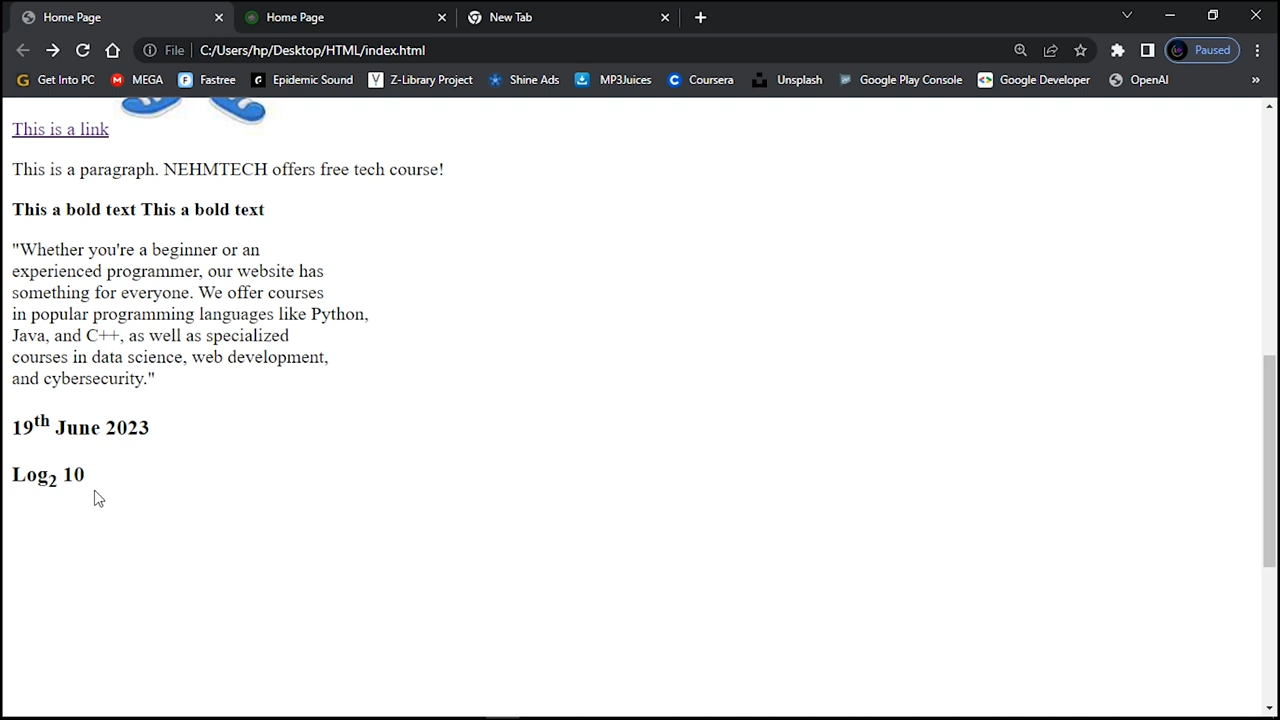 Home Page
Home Page
New Tab
File C:/Users/hp/Desktop/HTML/index.html
Paused
Get Into PC MEGA Fastree Epidemic Sound Z-Library Project Shine Ads MP3Juices Coursera Unsplash Google Play Console Google Developer OpenAI »
This is a link
This is a paragraph. NEHMTECH offers free tech course!
This a bold text This a bold text
"Whether you're a beginner or an
experienced programmer, our website has
something for everyone. We offer courses
in popular programming languages like Python,
Java, and C++, as well as specialized
courses in data science, web development,
and cybersecurity."
19th June 2023
Log2 10